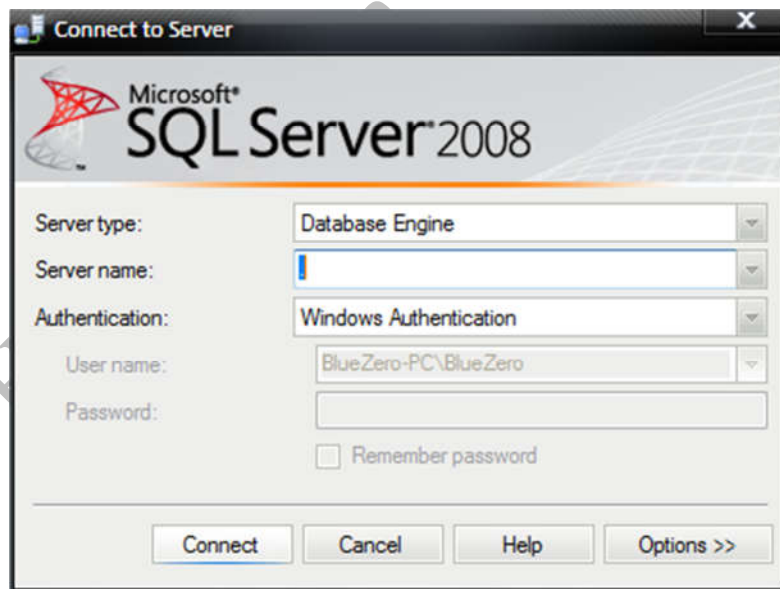 Connect to Server
X
Microsoft®
SQL Server® 2008
™
Server type: Database Engine
Server name: .
Authentication: Windows Authentication
User name: BlueZero-PC\BlueZero
Password:
Remember password
Connect Cancel Help Options >>